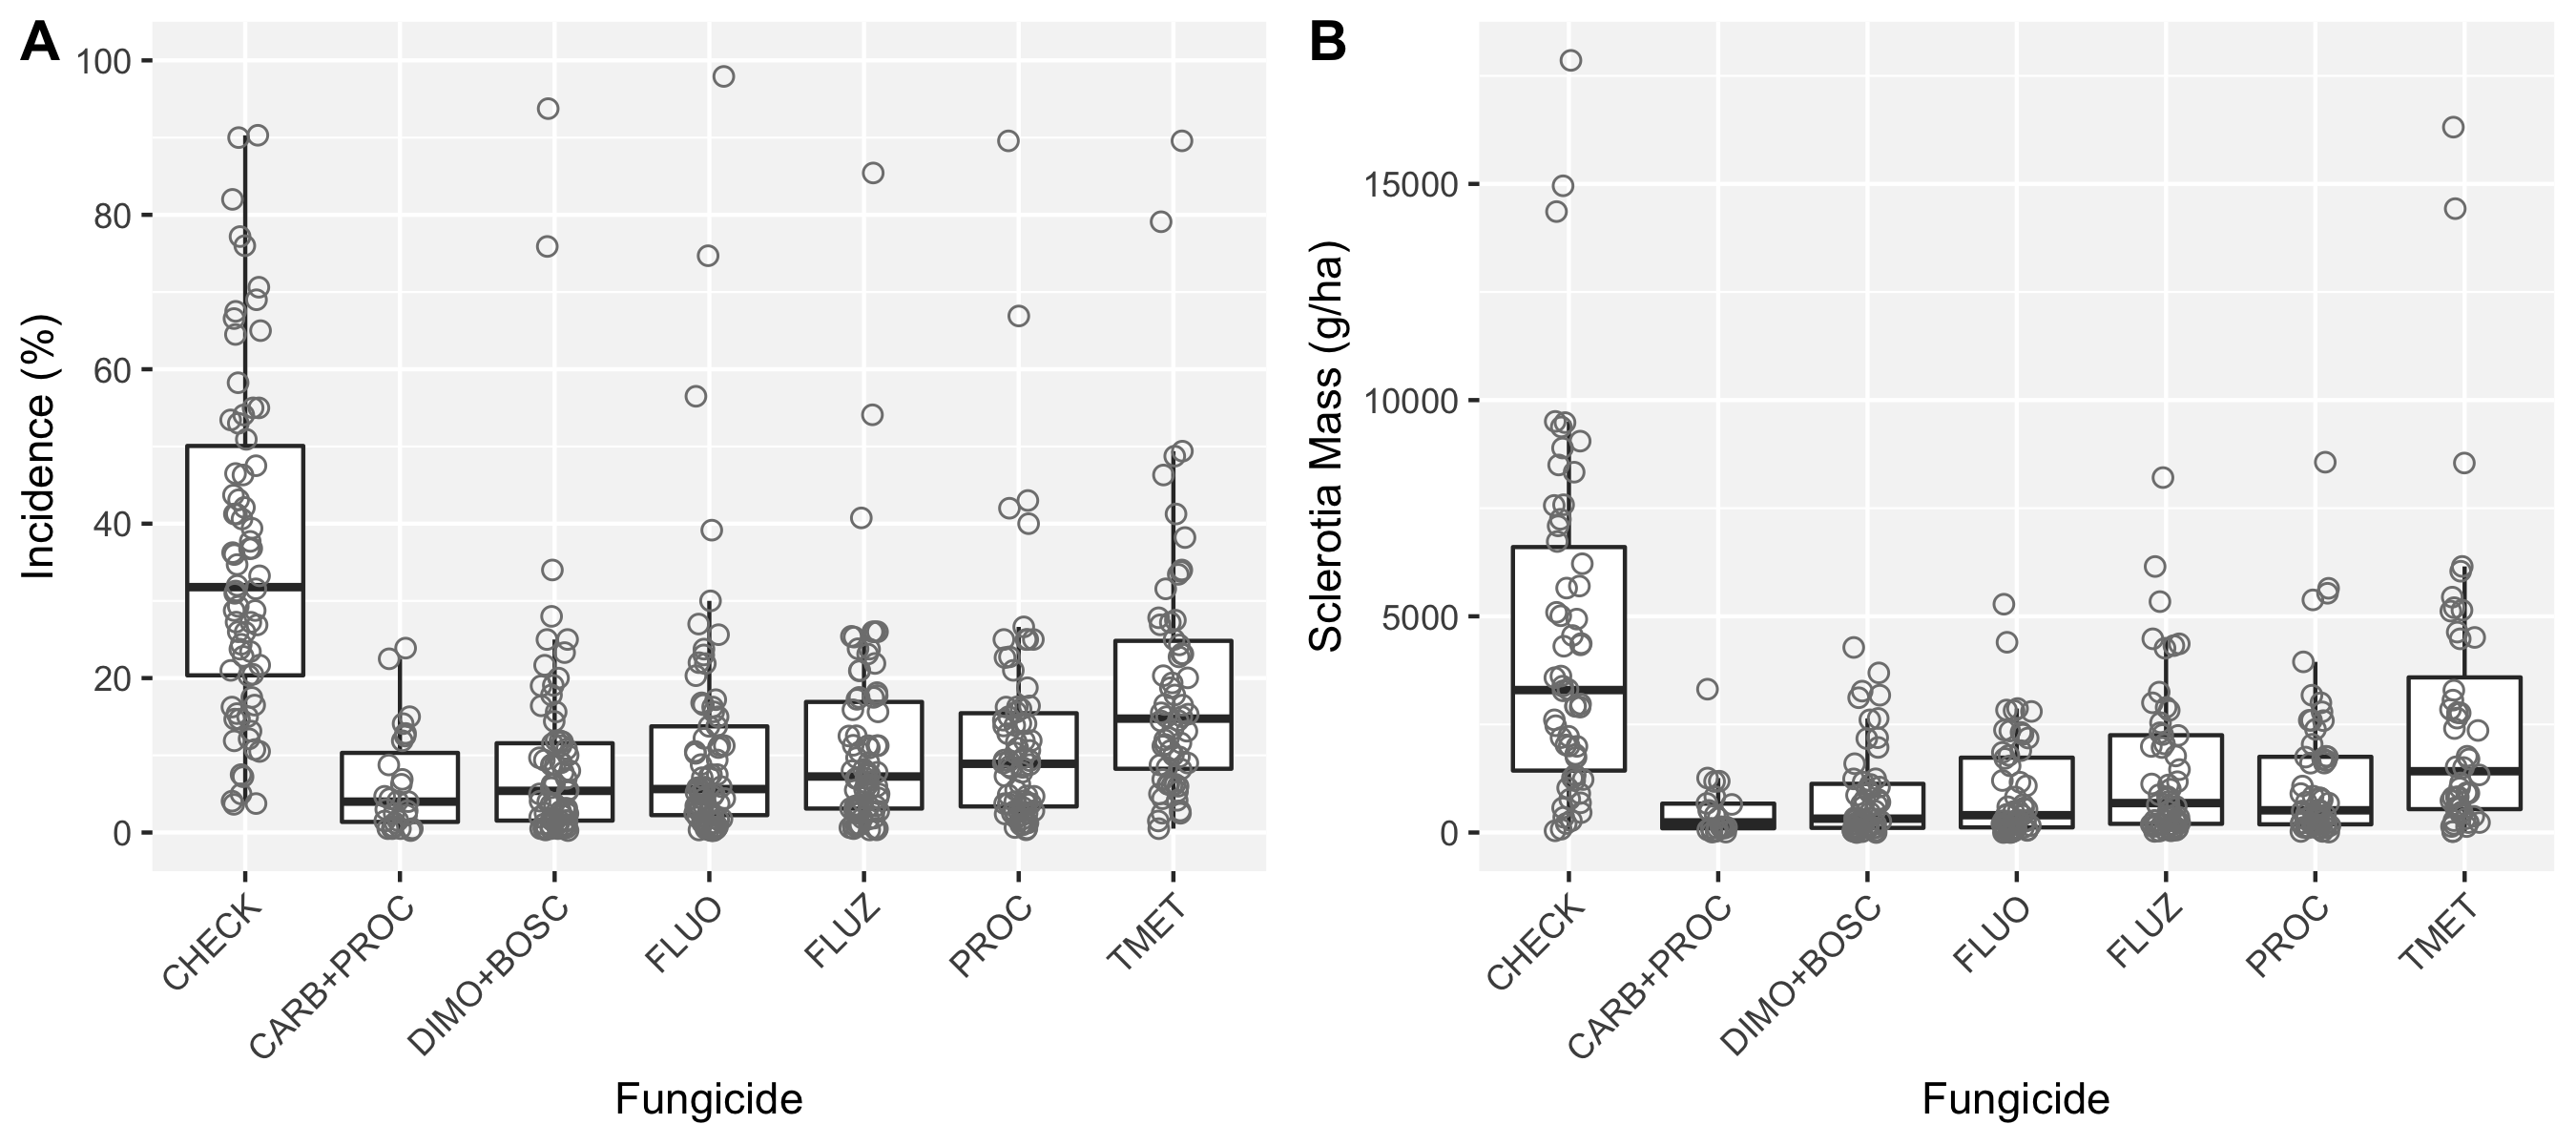 A
Incidence (%)
100
80
60
40
20
0
CHECK
CARB+PROC
DIMO+BOSC
FLUO
FLUZ
PROC
TMET
Fungicide
B
Sclerotia Mass (g/ha)
15000
10000
5000
0
CHECK
CARB+PROC
DIMO+BOSC
FLUO
FLUZ
PROC
TMET
Fungicide